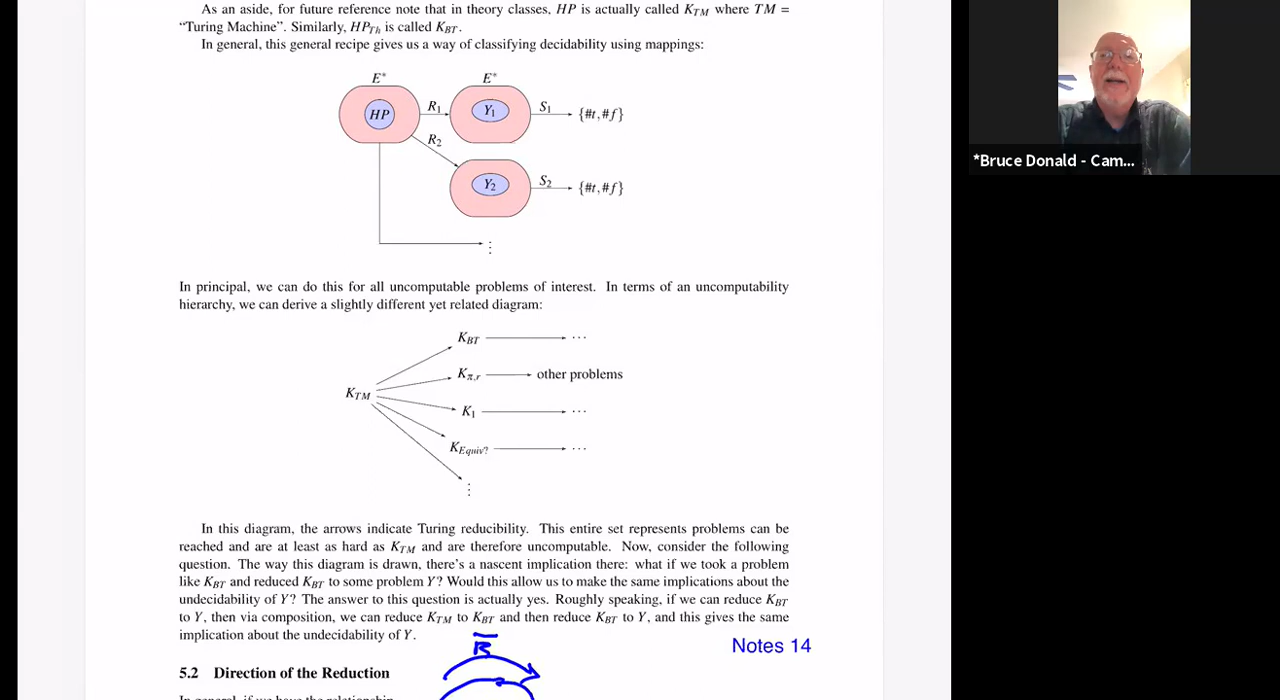 As an aside, for future reference note that in theory classes, HP is actually called K_TM where TM =
“Turing Machine”. Similarly, HP_Th is called K_BT.
In general, this general recipe gives us a way of classifying decidability using mappings:
E* E*
HP R1 Y1 S1 {#t,#f}
R2
Y2 S2 {#t,#f}
⋮
In principal, we can do this for all uncomputable problems of interest. In terms of an uncomputability
hierarchy, we can derive a slightly different yet related diagram:
K_BT ···
K_π,r other problems
K_TM
K_1 ···
K_Equiv? ···
⋮
In this diagram, the arrows indicate Turing reducibility. This entire set represents problems can be
reached and are at least as hard as K_TM and are therefore uncomputable. Now, consider the following
question. The way this diagram is drawn, there’s a nascent implication there: what if we took a problem
like K_BT and reduced K_BT to some problem Y? Would this allow us to make the same implications about the
undecidability of Y? The answer to this question is actually yes. Roughly speaking, if we can reduce K_BT
to Y, then via composition, we can reduce K_TM to K_BT and then reduce K_BT to Y, and this gives the same
implication about the undecidability of Y.
Notes 14
5.2 Direction of the Reduction
*Bruce Donald - Cam...